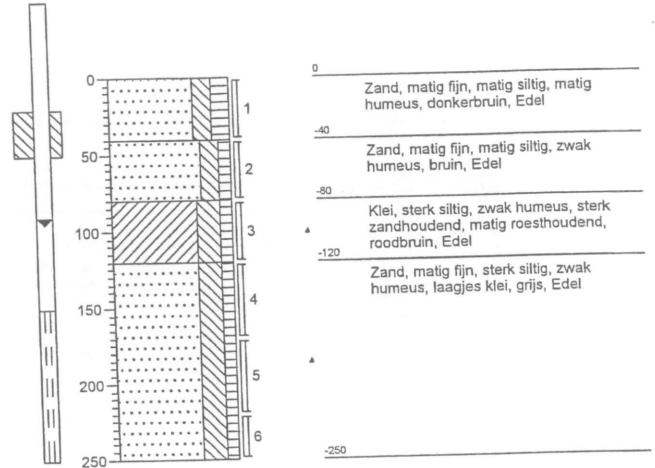 0
50
100
150
200
250
1
2
3
4
5
6
0
Zand, matig fijn, matig siltig, matig
humeus, donkerbruin, Edel
-40
Zand, matig fijn, matig siltig, zwak
humeus, bruin, Edel
-80
Klei, sterk siltig, zwak humeus, sterk
zandhoudend, matig roesthoudend,
roodbruin, Edel
-120
Zand, matig fijn, sterk siltig, zwak
humeus, laagjes klei, grijs, Edel
-250